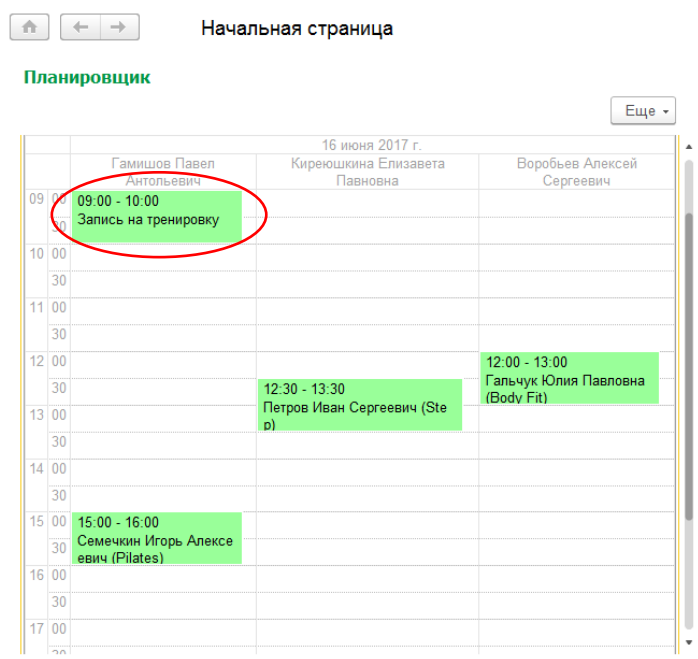 Начальная страница
Планировщик
Еще
16 июня 2017 г.
Гамишов Павел
Антольевич
Киреюшкина Елизавета
Павновна
Воробьев Алексей
Сергеевич
09 00
09:00 - 10:00
Запись на тренировку
30
10 00
30
11 00
30
12 00
12:00 - 13:00
Гальчук Юлия Павловна
(Body Fit)
30
12:30 - 13:30
Петров Иван Сергеевич (Ste
p)
13 00
30
14 00
30
15 00
15:00 - 16:00
Семечкин Игорь Алексе
евич (Pilates)
30
16 00
30
17 00
30